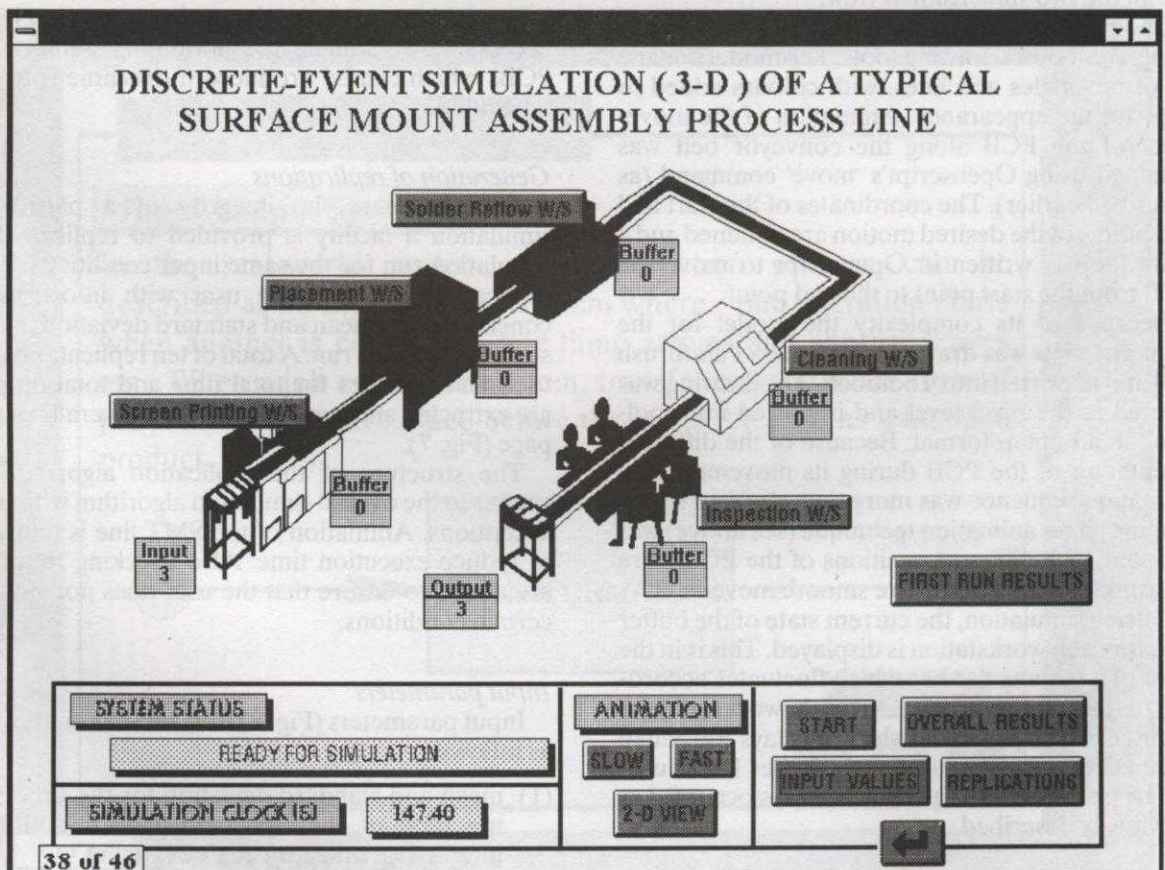 DISCRETE-EVENT SIMULATION (3-D) OF A TYPICAL
SURFACE MOUNT ASSEMBLY PROCESS LINE
Solder Reflow W/S
Buffer
0
Placement W/S
Buffer
0
Cleaning W/S
Buffer
0
Screen Printing W/S
Buffer
0
Inspection W/S
Buffer
0
Input
3
Output
3
FIRST RUN RESULTS
SYSTEM STATUS
READY FOR SIMULATION
SIMULATION CLOCK(S)
147.40
ANIMATION
SLOW
FAST
2-D VIEW
START
OVERALL RESULTS
INPUT VALUES
REPLICATIONS
38 of 46